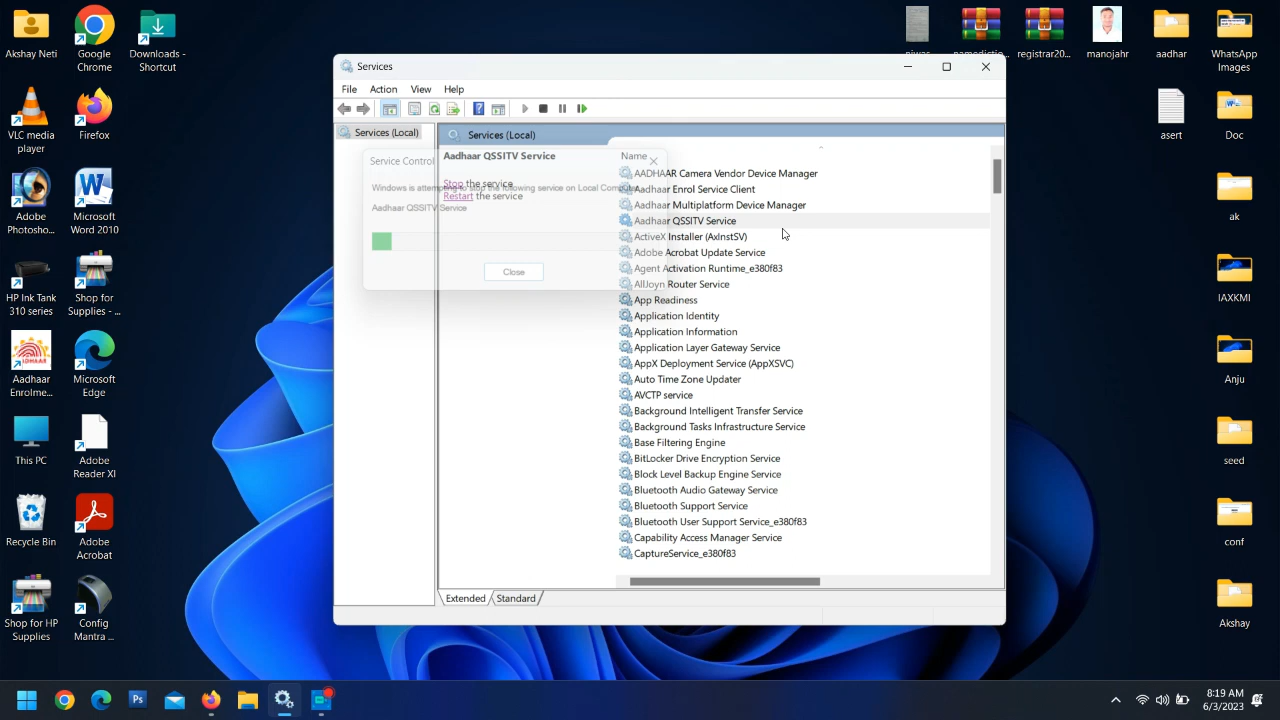 Akshay Neti
Google Chrome
Downloads - Shortcut
VLC media player
Firefox
Adobe Photosho...
Microsoft Word 2010
HP Ink Tank 310 series
Shop for Supplies - ...
Aadhaar Enrolme...
Microsoft Edge
This PC
Adobe Reader XI
Recycle Bin
Adobe Acrobat
Shop for HP Supplies
Config Mantra ...
registrar20...
manojahr
aadhar
WhatsApp Images
asert
Doc
ak
IAXKMI
Anju
seed
conf
Akshay
Services
File Action View Help
Services (Local)
Services (Local)
Service Control
Windows is attempting to stop the following service on Local Compute
Aadhaar QSSITV Service
Close
Aadhaar QSSITV Service
Stop the service
Restart the service
Name
AADHAAR Camera Vendor Device Manager
Aadhaar Enrol Service Client
Aadhaar Multiplatform Device Manager
Aadhaar QSSITV Service
ActiveX Installer (AxInstSV)
Adobe Acrobat Update Service
Agent Activation Runtime_e380f83
AllJoyn Router Service
App Readiness
Application Identity
Application Information
Application Layer Gateway Service
AppX Deployment Service (AppXSVC)
Auto Time Zone Updater
AVCTP service
Background Intelligent Transfer Service
Background Tasks Infrastructure Service
Base Filtering Engine
BitLocker Drive Encryption Service
Block Level Backup Engine Service
Bluetooth Audio Gateway Service
Bluetooth Support Service
Bluetooth User Support Service_e380f83
Capability Access Manager Service
CaptureService_e380f83
Extended Standard
8:19 AM
6/3/2023